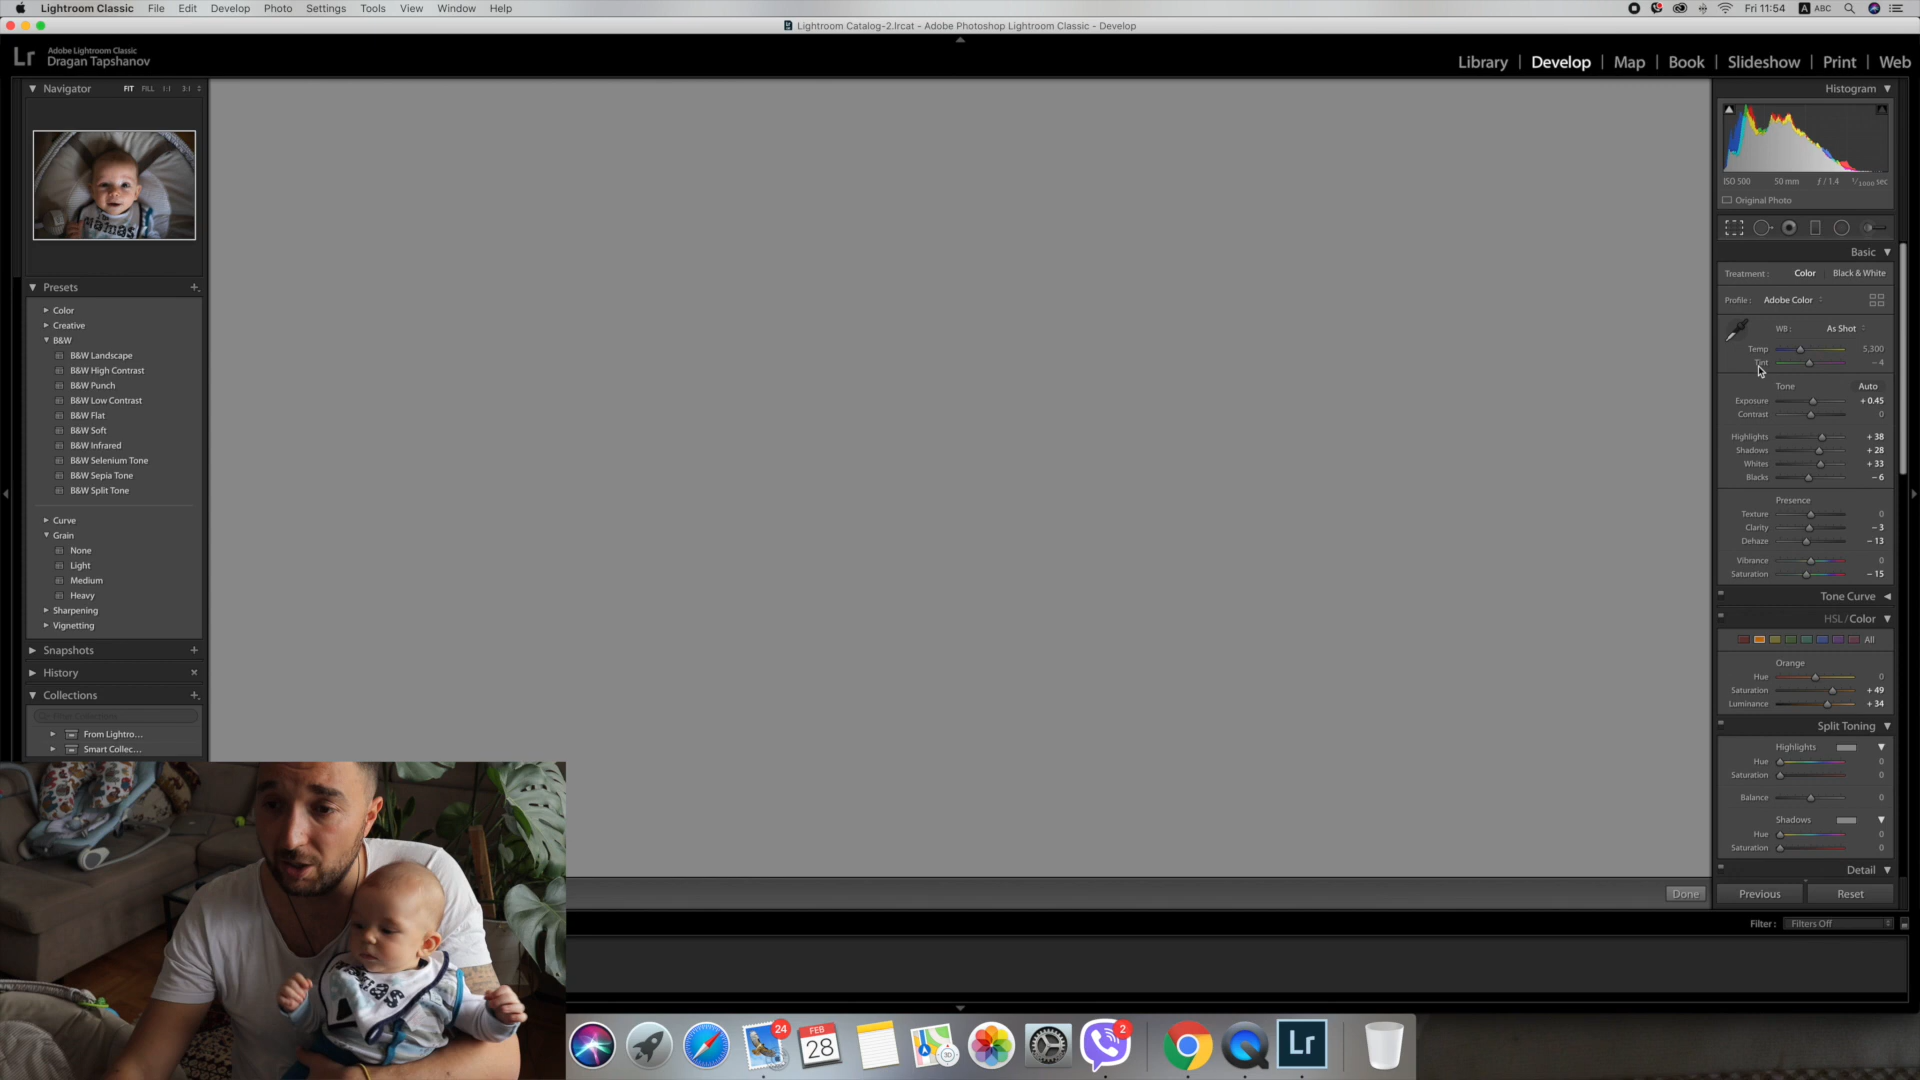 Lightroom Classic File Edit Develop Photo Settings Tools View Window Help Fri 11:54 A ABC
Lightroom Catalog-2.lrcat - Adobe Photoshop Lightroom Classic - Develop
Lr Adobe Lightroom Classic
Dragan Tapshanov
Library | Develop | Map | Book | Slideshow | Print | Web
Navigator FIT FILL 1:1 3:1
Presets
Color
Creative
B&W
B&W Landscape
B&W High Contrast
B&W Punch
B&W Low Contrast
B&W Flat
B&W Soft
B&W Infrared
B&W Selenium Tone
B&W Sepia Tone
B&W Split Tone
Curve
Grain
None
Light
Medium
Heavy
Sharpening
Vignetting
Snapshots
History
Collections
From Lightro...
Smart Collec...
Histogram
ISO 500 50 mm ƒ / 1.4 1/1000 sec
Original Photo
Basic
Treatment : Color Black & White
Profile : Adobe Color
WB : As Shot
Temp 5,300
Tint - 4
Tone Auto
Exposure + 0.45
Contrast 0
Highlights + 38
Shadows + 28
Whites + 33
Blacks - 6
Presence
Texture 0
Clarity - 3
Dehaze - 13
Vibrance 0
Saturation - 15
Tone Curve
HSL / Color
All
Orange
Hue 0
Saturation + 49
Luminance + 34
Split Toning
Highlights
Hue 0
Saturation 0
Balance 0
Shadows
Hue 0
Saturation 0
Detail
Done Previous Reset
Filter : Filters Off
24
FEB
28
3D
2
Lr